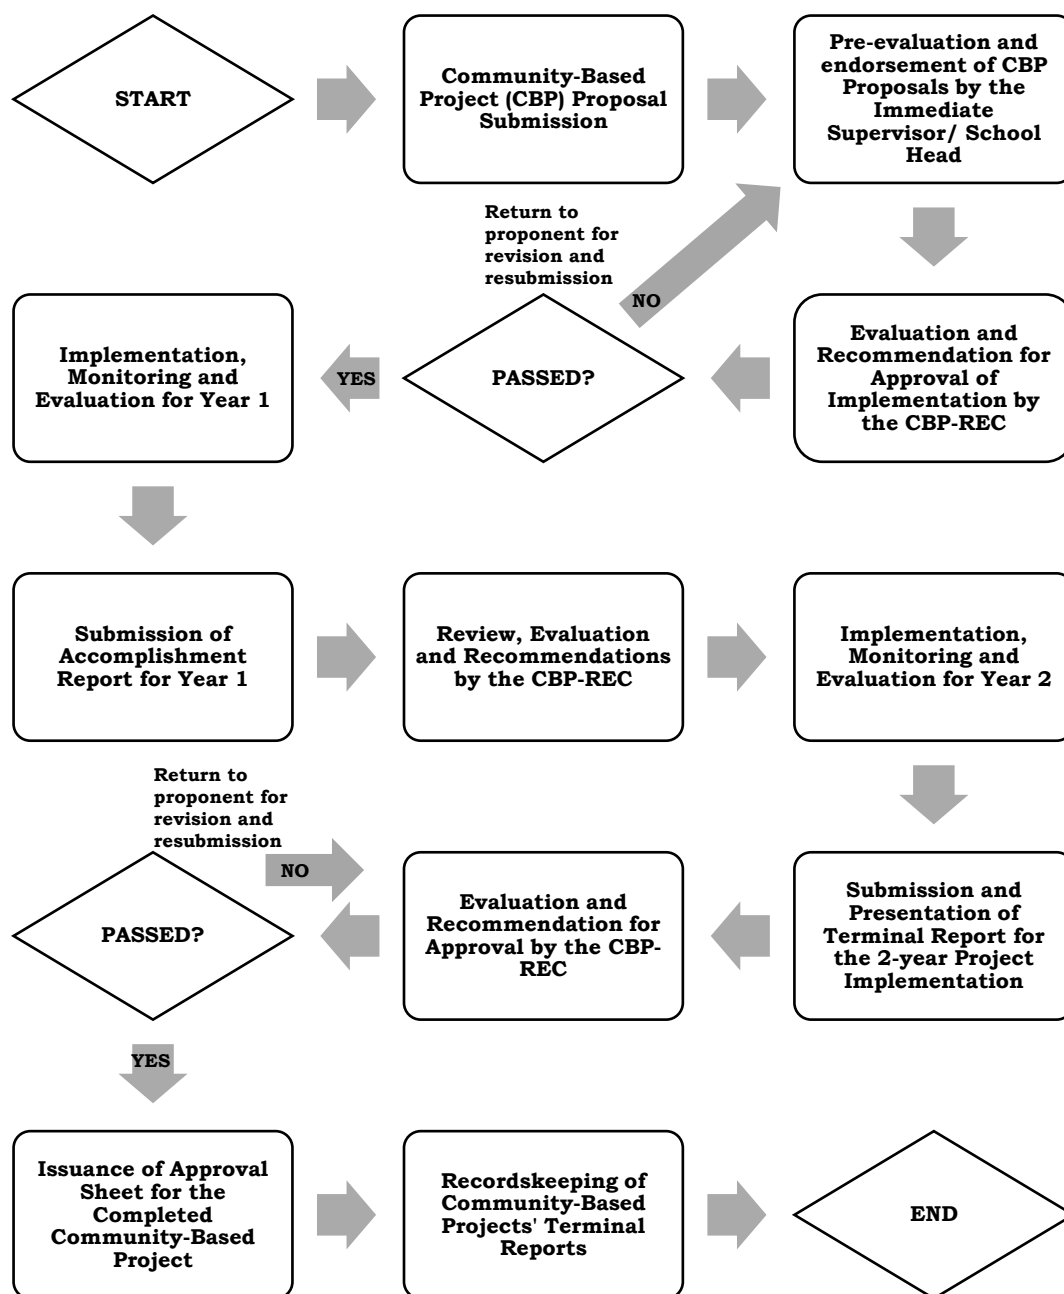 START
Community-Based
Project (CBP) Proposal
Submission
Pre-evaluation and
endorsement of CBP
Proposals by the
Immediate
Supervisor/ School
Head
Evaluation and
Recommendation for
Approval of
Implementation by
the CBP-REC
PASSED?
NO
Return to
proponent for
revision and
resubmission
YES
Implementation,
Monitoring and
Evaluation for Year 1
Submission of
Accomplishment
Report for Year 1
Review, Evaluation
and Recommendations
by the CBP-REC
Implementation,
Monitoring and
Evaluation for Year 2
Submission and
Presentation of
Terminal Report for
the 2-year Project
Implementation
Evaluation and
Recommendation for
Approval by the CBP-
REC
PASSED?
NO
Return to
proponent for
revision and
resubmission
YES
Issuance of Approval
Sheet for the
Completed
Community-Based
Project
Recordskeeping of
Community-Based
Projects' Terminal
Reports
END